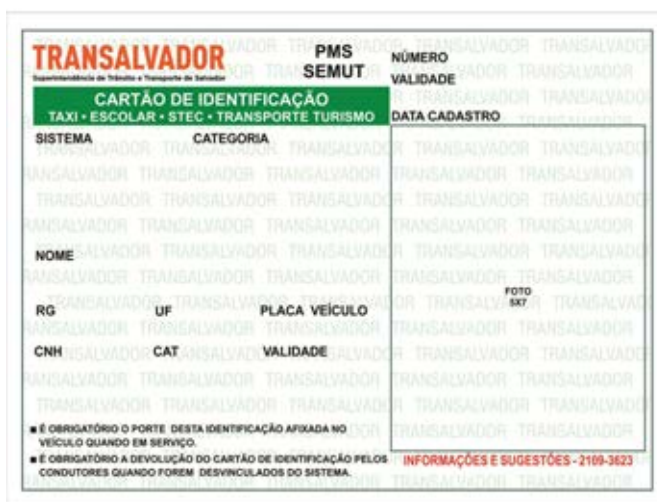 TRANSALVADOR
Superintendência de Trânsito e Transporte de Salvador
PMS
SEMUT
NÚMERO
VALIDADE
CARTÃO DE IDENTIFICAÇÃO
TAXI • ESCOLAR • STEC • TRANSPORTE TURISMO
DATA CADASTRO
SISTEMA CATEGORIA
NOME
FOTO
5X7
RG UF PLACA VEÍCULO
CNH CAT VALIDADE
■ É OBRIGATÓRIO O PORTE DESTA IDENTIFICAÇÃO AFIXADA NO
VEÍCULO QUANDO EM SERVIÇO.
■ É OBRIGATÓRIO A DEVOLUÇÃO DO CARTÃO DE IDENTIFICAÇÃO PELOS
CONDUTORES QUANDO FOREM DESVINCULADOS DO SISTEMA.
INFORMAÇÕES E SUGESTÕES - 2109-3623